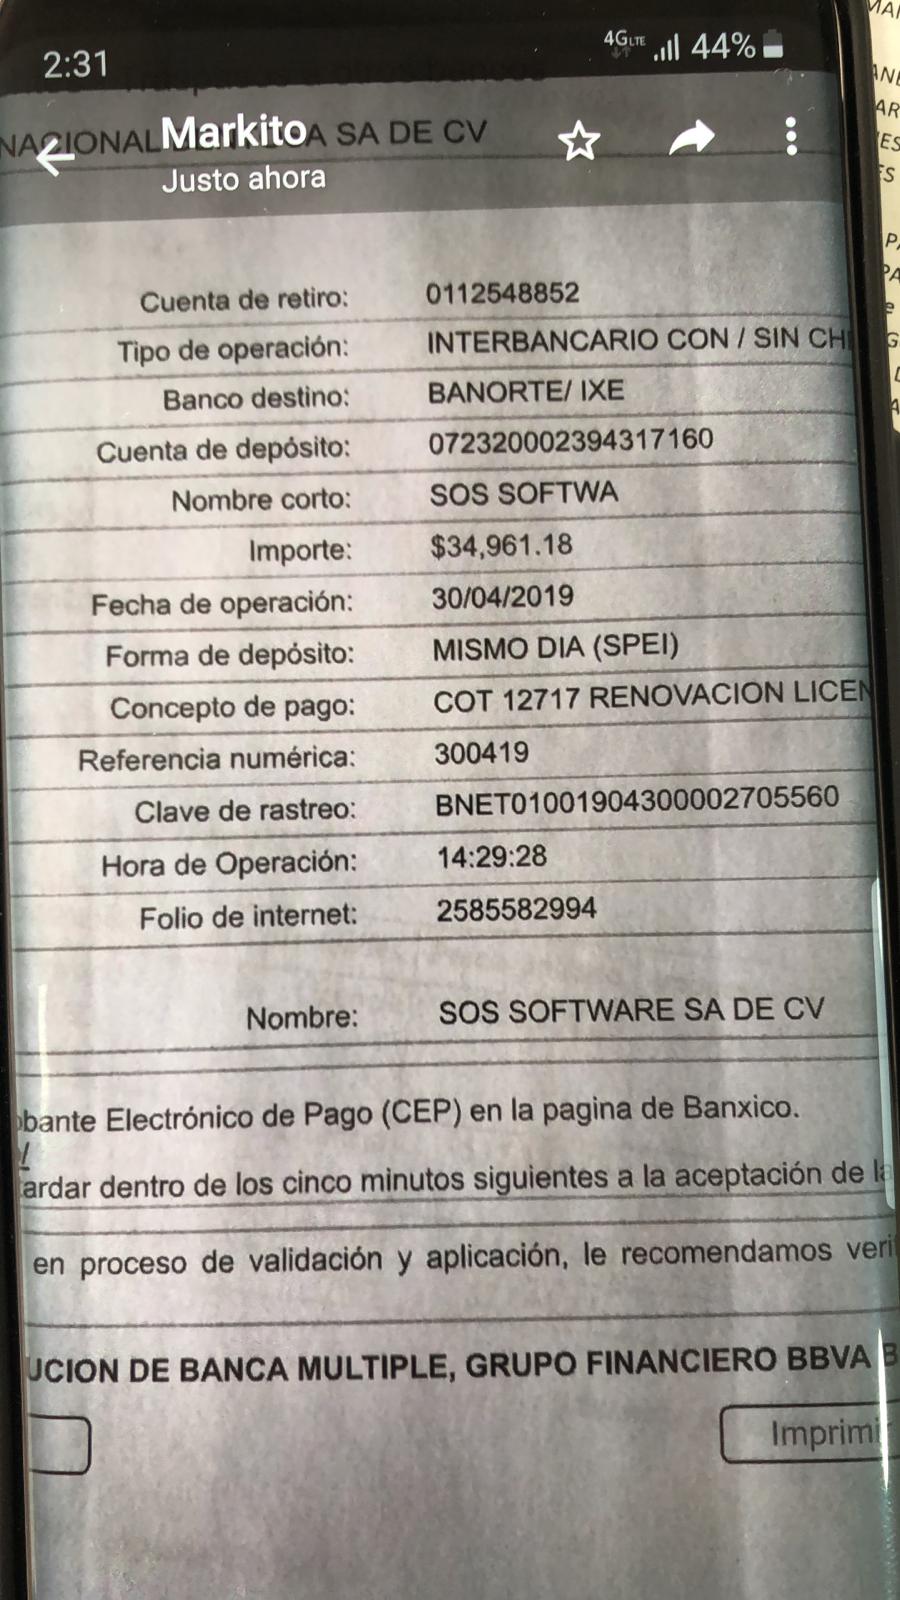 2:31
4G LTE 44%
Traspasos a otros bancos
NACIONAL SA DE CV
Markito
Justo ahora
Cuenta de retiro: 0112548852
Tipo de operación: INTERBANCARIO CON / SIN CH
Banco destino: BANORTE/ IXE
Cuenta de depósito: 072320002394317160
Nombre corto: SOS SOFTWA
Importe: $34,961.18
Fecha de operación: 30/04/2019
Forma de depósito: MISMO DIA (SPEI)
Concepto de pago: COT 12717 RENOVACION LICEN
Referencia numérica: 300419
Clave de rastreo: BNET01001904300002705560
Hora de Operación: 14:29:28
Folio de internet: 2585582994
Nombre: SOS SOFTWARE SA DE CV
bante Electrónico de Pago (CEP) en la pagina de Banxico.
/
ardar dentro de los cinco minutos siguientes a la aceptación de la
en proceso de validación y aplicación, le recomendamos veri
UCION DE BANCA MULTIPLE, GRUPO FINANCIERO BBVA B
Imprimi